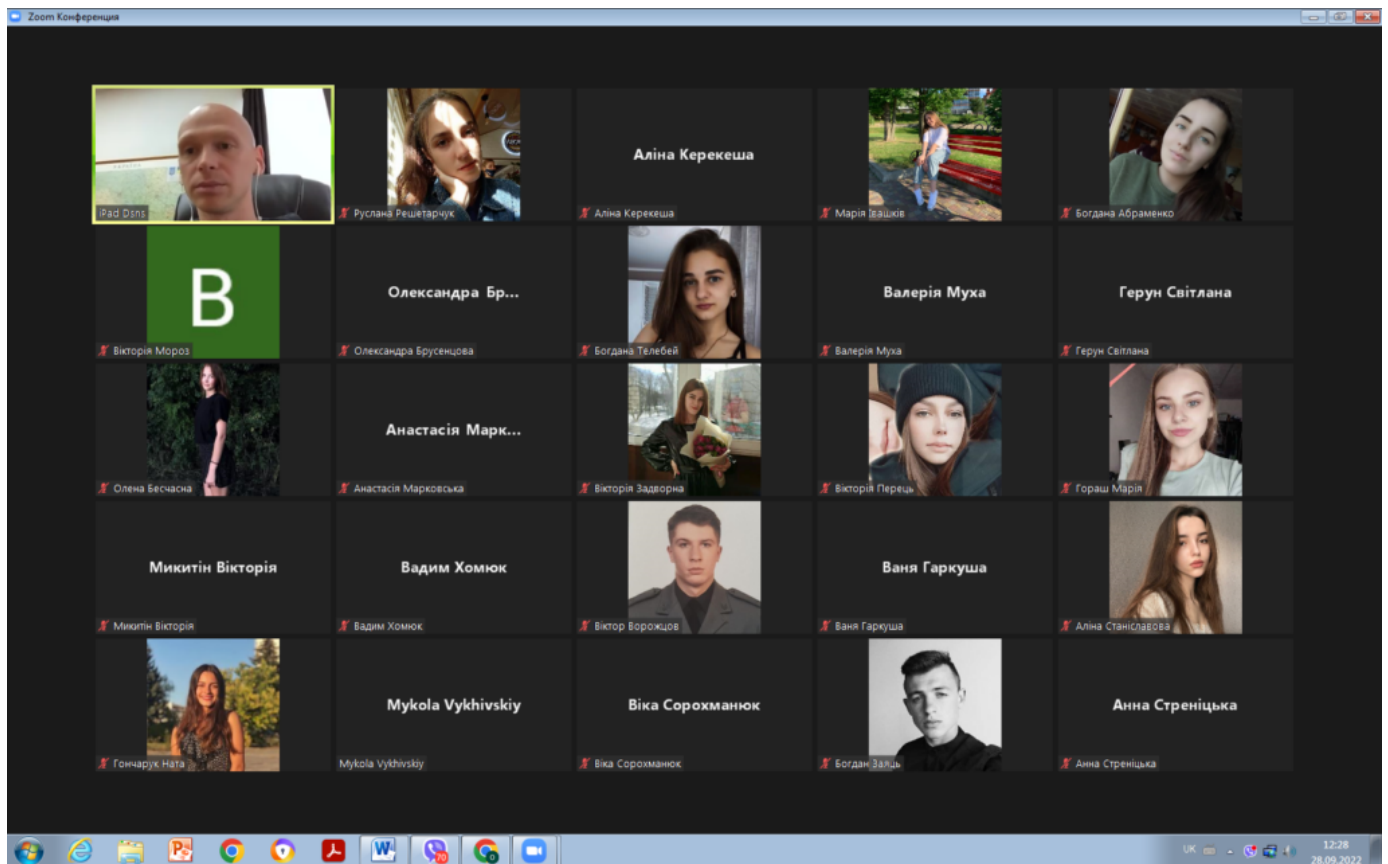 Zoom Конференция
iPad Dsns
Руслана Решетарчук
Аліна Керекеша
Аліна Керекеша
Марія Івашків
Богдана Абраменко
В
Вікторія Мороз
Олександра Бр...
Олександра Брусенцова
Богдана Телебей
Валерія Муха
Валерія Муха
Герун Світлана
Герун Світлана
Олена Бесчасна
Анастасія Марк...
Анастасія Марковська
Вікторія Задворна
Вікторія Перець
Гораш Марія
Микитін Вікторія
Микитін Вікторія
Вадим Хомюк
Вадим Хомюк
Віктор Ворожцов
Ваня Гаркуша
Ваня Гаркуша
Аліна Станіславова
Гончарук Ната
Mykola Vykhivskiy
Mykola Vykhivskiy
Віка Сорохманюк
Віка Сорохманюк
Богдан Заяць
Анна Стреніцька
Анна Стреніцька
70
UK
12:28
28.09.2022